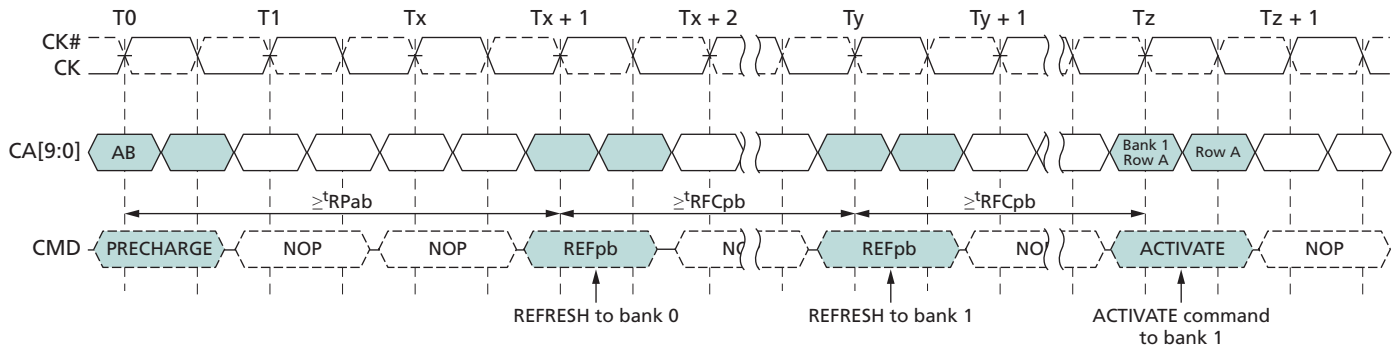 T0 T1 Tx Tx + 1 Tx + 2 Ty Ty + 1 Tz Tz + 1
CK#
CK
CA[9:0] AB Bank 1 Row A Row A
≥tRPab ≥tRFCpb ≥tRFCpb
CMD PRECHARGE NOP NOP REFpb NO REFpb NO ACTIVATE NOP
REFRESH to bank 0 REFRESH to bank 1 ACTIVATE command
to bank 1